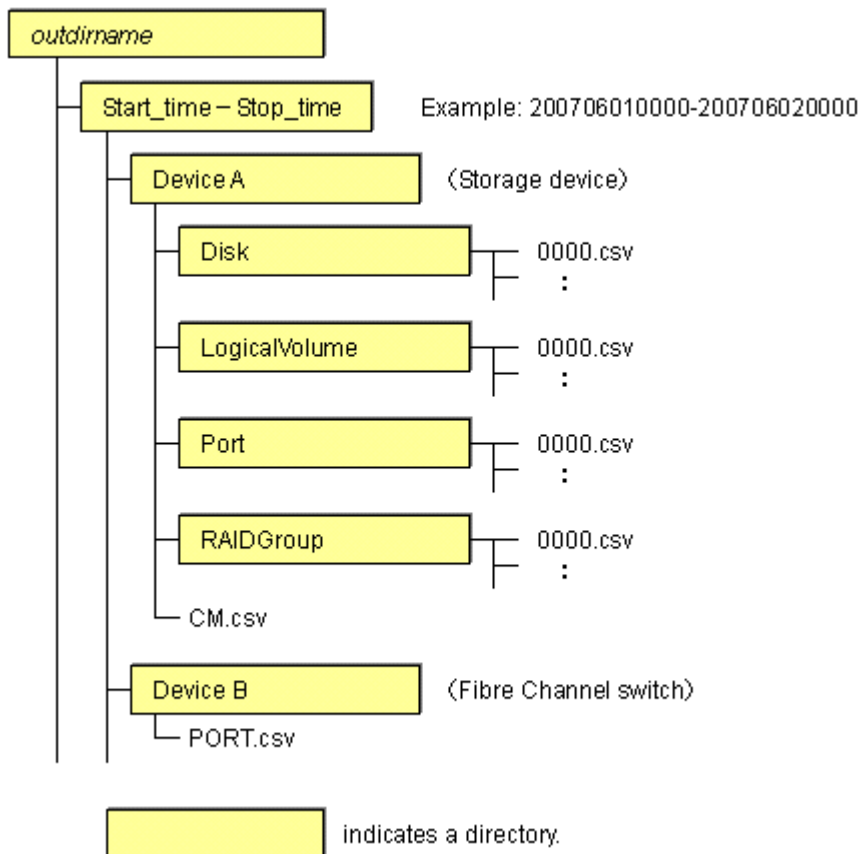 outdirname
Start_time－Stop_time Example: 200706010000-200706020000
Device A （Storage device）
Disk 0000.csv
:
LogicalVolume 0000.csv
:
Port 0000.csv
:
RAIDGroup 0000.csv
:
CM.csv
Device B （Fibre Channel switch）
PORT.csv
indicates a directory.